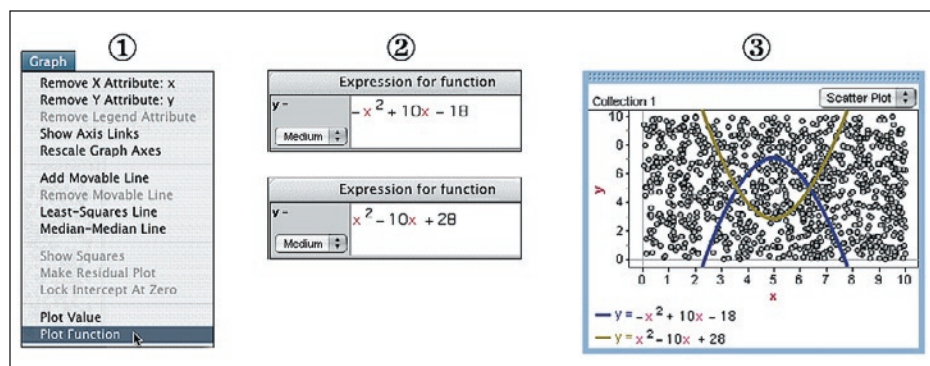 ①
Graph
Remove X Attribute: x
Remove Y Attribute: y
Remove Legend Attribute
Show Axis Links
Rescale Graph Axes
Add Movable Line
Remove Movable Line
Least-Squares Line
Median-Median Line
Show Squares
Make Residual Plot
Lock Intercept At Zero
Plot Value
Plot Function
②
Expression for function
y =
-x² + 10x - 18
Medium
Expression for function
y =
x² - 10x + 28
Medium
③
Collection 1
Scatter Plot
10
8
6
4
2
0
y
0 1 2 3 4 5 6 7 8 9 10
x
y = -x² + 10x - 18
y = x² - 10x + 28